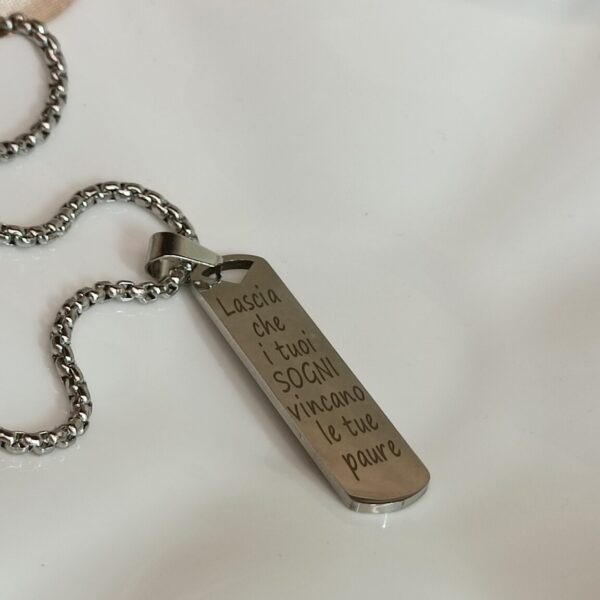 Lascia
che
i tuoi
SOGNI
vincano
le tue
paure